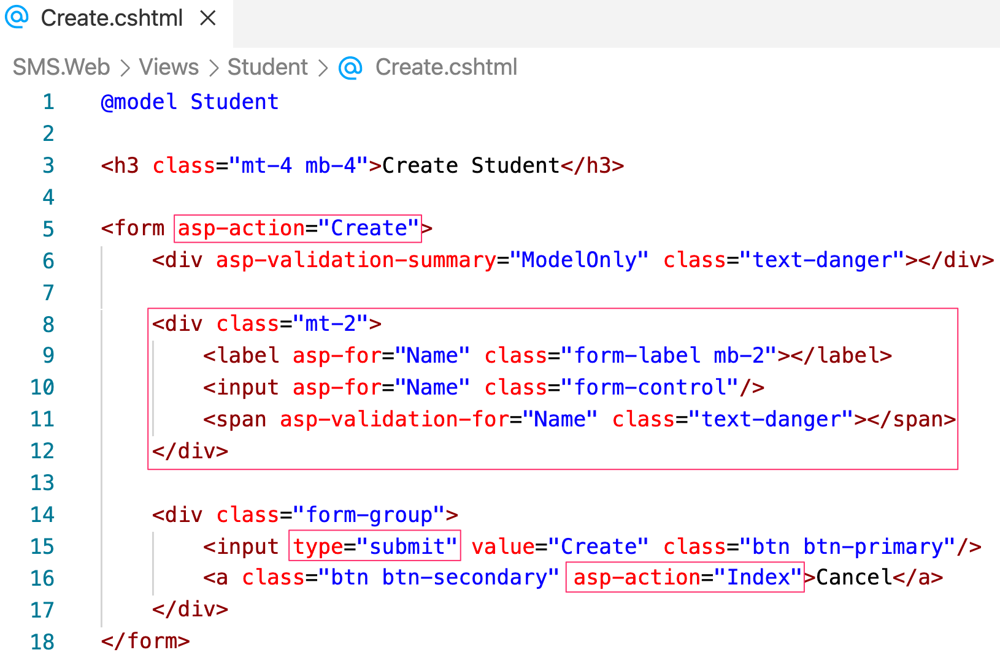 @ Create.cshtml ×
SMS.Web > Views > Student > @ Create.cshtml
1 @model Student
2
3 <h3 class="mt-4 mb-4">Create Student</h3>
4
5 <form asp-action="Create">
6     <div asp-validation-summary="ModelOnly" class="text-danger"></div>
7
8     <div class="mt-2">
9         <label asp-for="Name" class="form-label mb-2"></label>
10         <input asp-for="Name" class="form-control"/>
11         <span asp-validation-for="Name" class="text-danger"></span>
12     </div>
13
14     <div class="form-group">
15         <input type="submit" value="Create" class="btn btn-primary"/>
16         <a class="btn btn-secondary" asp-action="Index">Cancel</a>
17     </div>
18 </form>